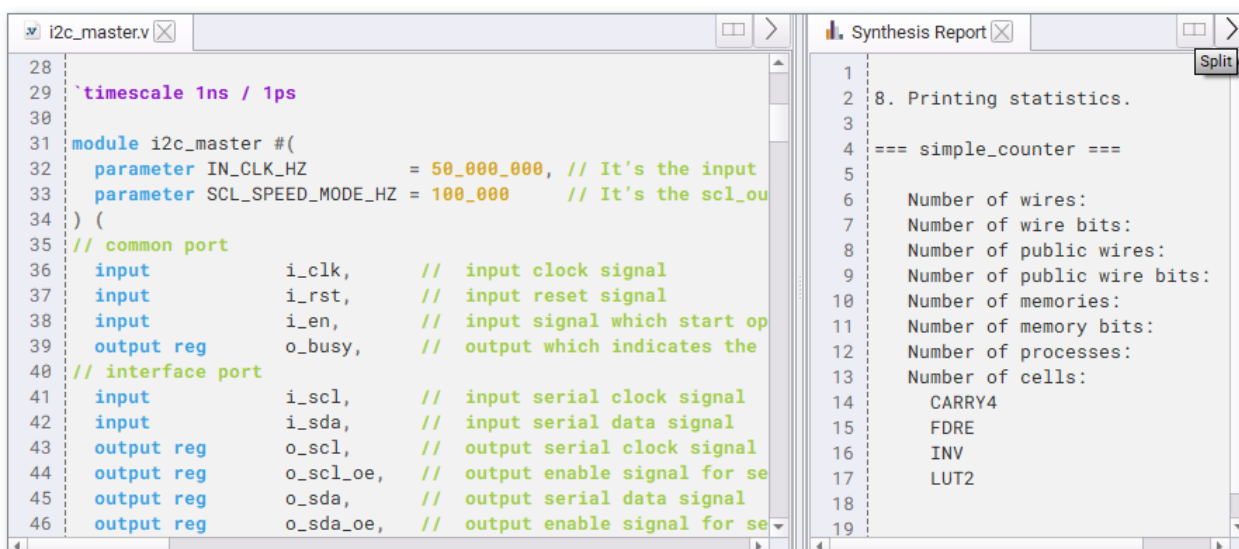 i2c_master.v
28
29 `timescale 1ns / 1ps
30
31 module i2c_master #(
32 parameter IN_CLK_HZ = 50_000_000, // It's the input
33 parameter SCL_SPEED_MODE_HZ = 100_000 // It's the scl_ou
34 ) (
35 // common port
36 input i_clk, // input clock signal
37 input i_rst, // input reset signal
38 input i_en, // input signal which start op
39 output reg o_busy, // output which indicates the
40 // interface port
41 input i_scl, // input serial clock signal
42 input i_sda, // input serial data signal
43 output reg o_scl, // output serial clock signal
44 output reg o_scl_oe, // output enable signal for se
45 output reg o_sda, // output serial data signal
46 output reg o_sda_oe, // output enable signal for se
Synthesis Report
Split
1
2 8. Printing statistics.
3
4 === simple_counter ===
5
6 Number of wires:
7 Number of wire bits:
8 Number of public wires:
9 Number of public wire bits:
10 Number of memories:
11 Number of memory bits:
12 Number of processes:
13 Number of cells:
14 CARRY4
15 FDRE
16 INV
17 LUT2
18
19